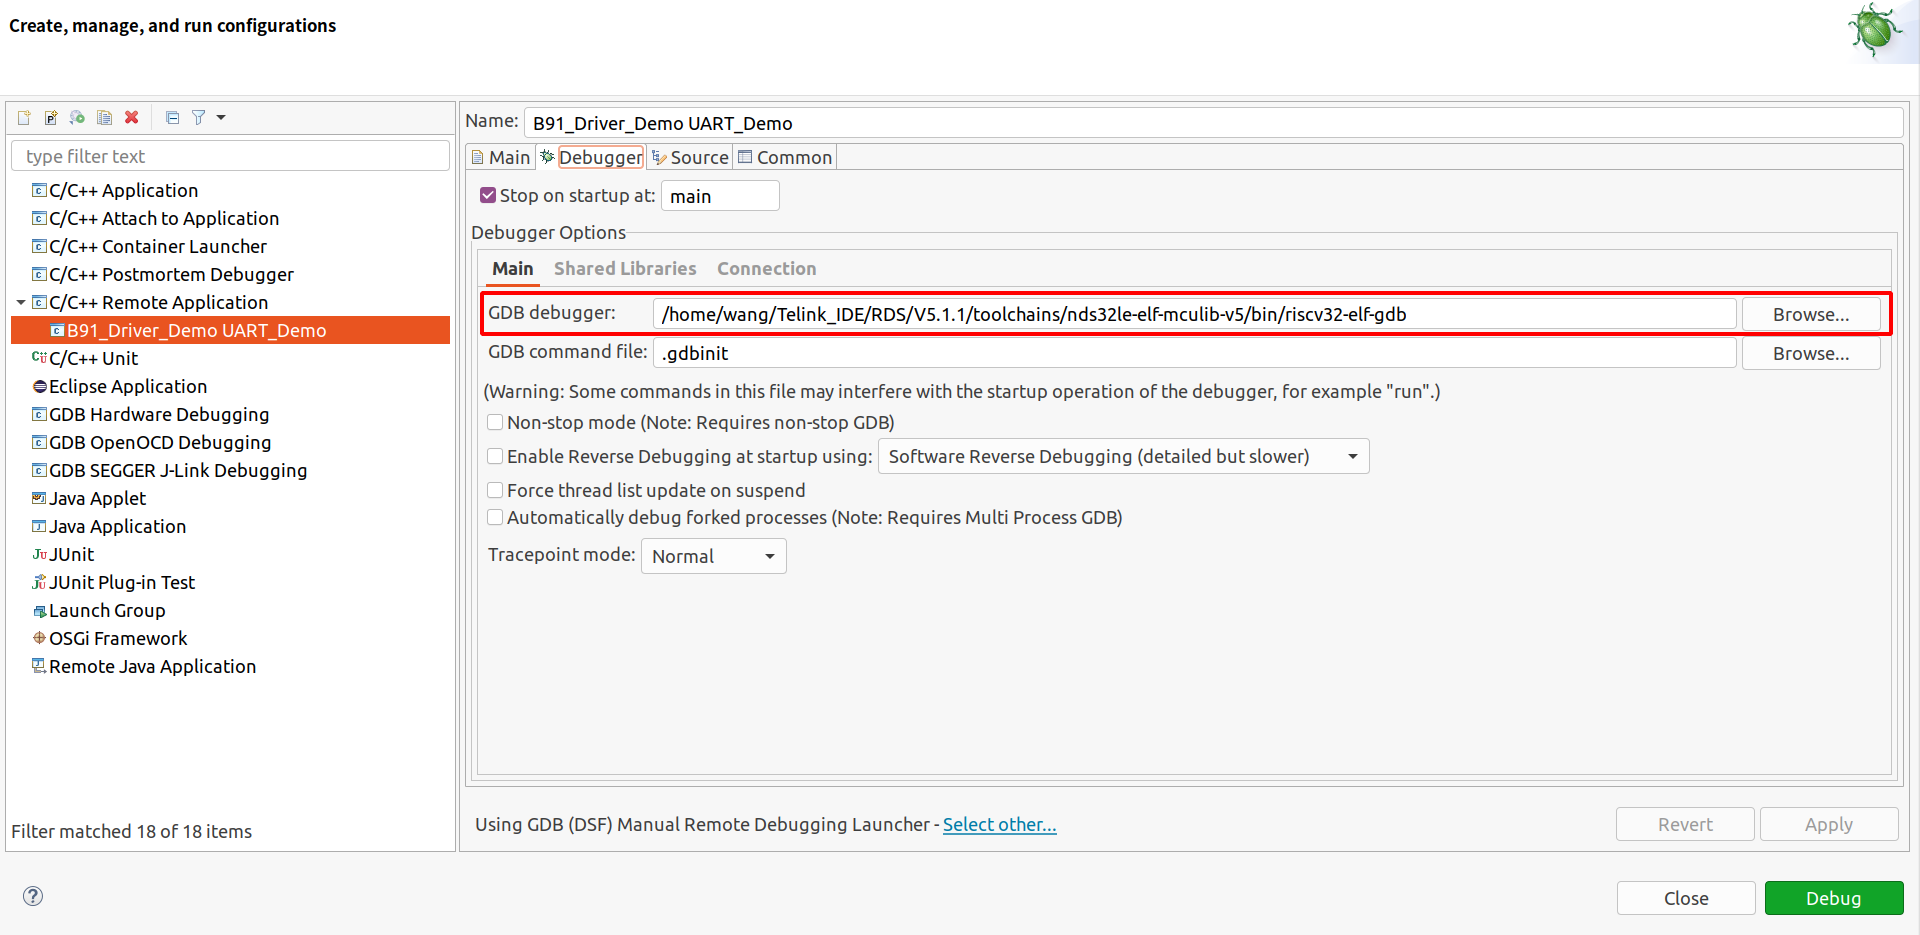 Create, manage, and run configurations
type filter text
C/C++ Application
C/C++ Attach to Application
C/C++ Container Launcher
C/C++ Postmortem Debugger
C/C++ Remote Application
B91_Driver_Demo UART_Demo
C/C++ Unit
Eclipse Application
GDB Hardware Debugging
GDB OpenOCD Debugging
GDB SEGGER J-Link Debugging
Java Applet
Java Application
JUnit
JUnit Plug-in Test
Launch Group
OSGi Framework
Remote Java Application
Filter matched 18 of 18 items
Name: B91_Driver_Demo UART_Demo
Main Debugger Source Common
Stop on startup at: main
Debugger Options
Main Shared Libraries Connection
GDB debugger: /home/wang/Telink_IDE/RDS/V5.1.1/toolchains/nds32le-elf-mculib-v5/bin/riscv32-elf-gdb Browse...
GDB command file: .gdbinit Browse...
(Warning: Some commands in this file may interfere with the startup operation of the debugger, for example "run".)
Non-stop mode (Note: Requires non-stop GDB)
Enable Reverse Debugging at startup using: Software Reverse Debugging (detailed but slower)
Force thread list update on suspend
Automatically debug forked processes (Note: Requires Multi Process GDB)
Tracepoint mode: Normal
Using GDB (DSF) Manual Remote Debugging Launcher - Select other...
Revert Apply
? Close Debug